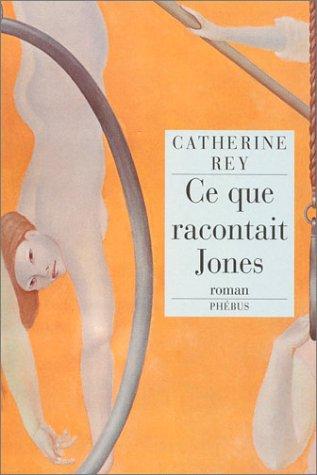 CATHERINE
REY
Ce que
racontait
Jones
roman
PHÉBUS